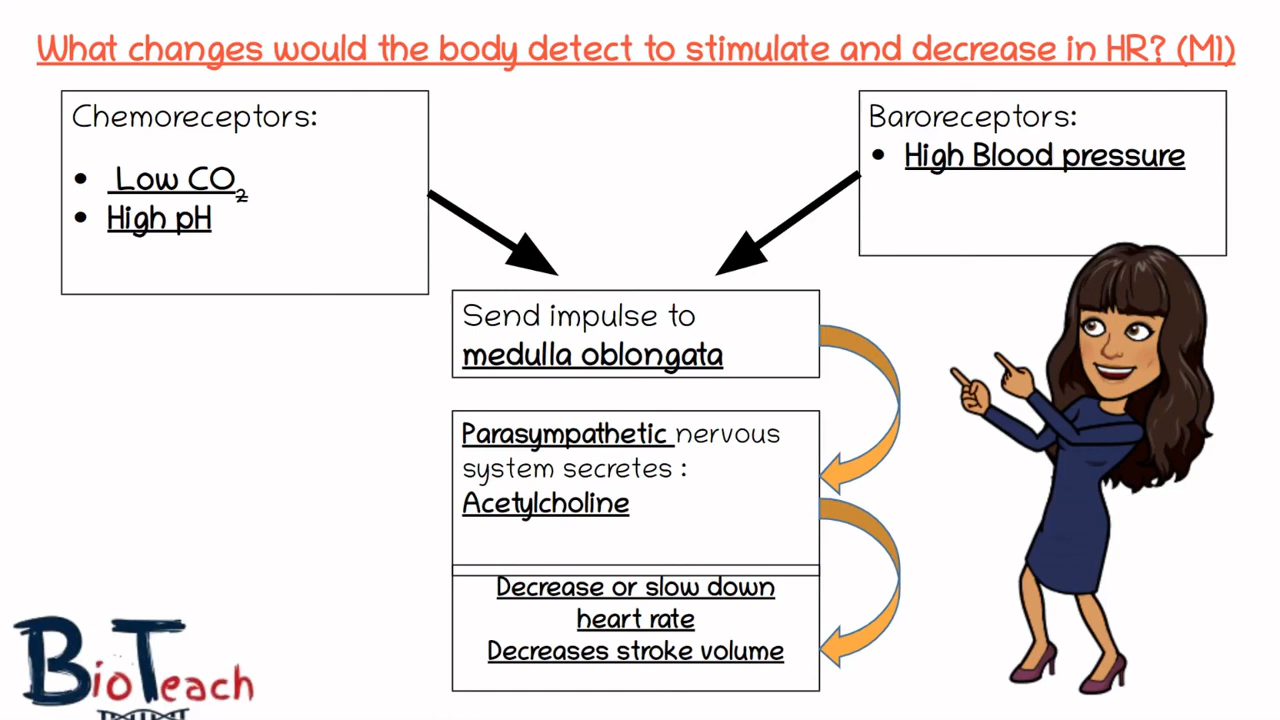 What changes would the body detect to stimulate and decrease in HR? (M1)
Chemoreceptors:
• Low CO₂
• High pH
Baroreceptors:
• High Blood pressure
Send impulse to
medulla oblongata
Parasympathetic nervous
system secretes :
Acetylcholine
Decrease or slow down
heart rate
Decreases stroke volume
BioTeach